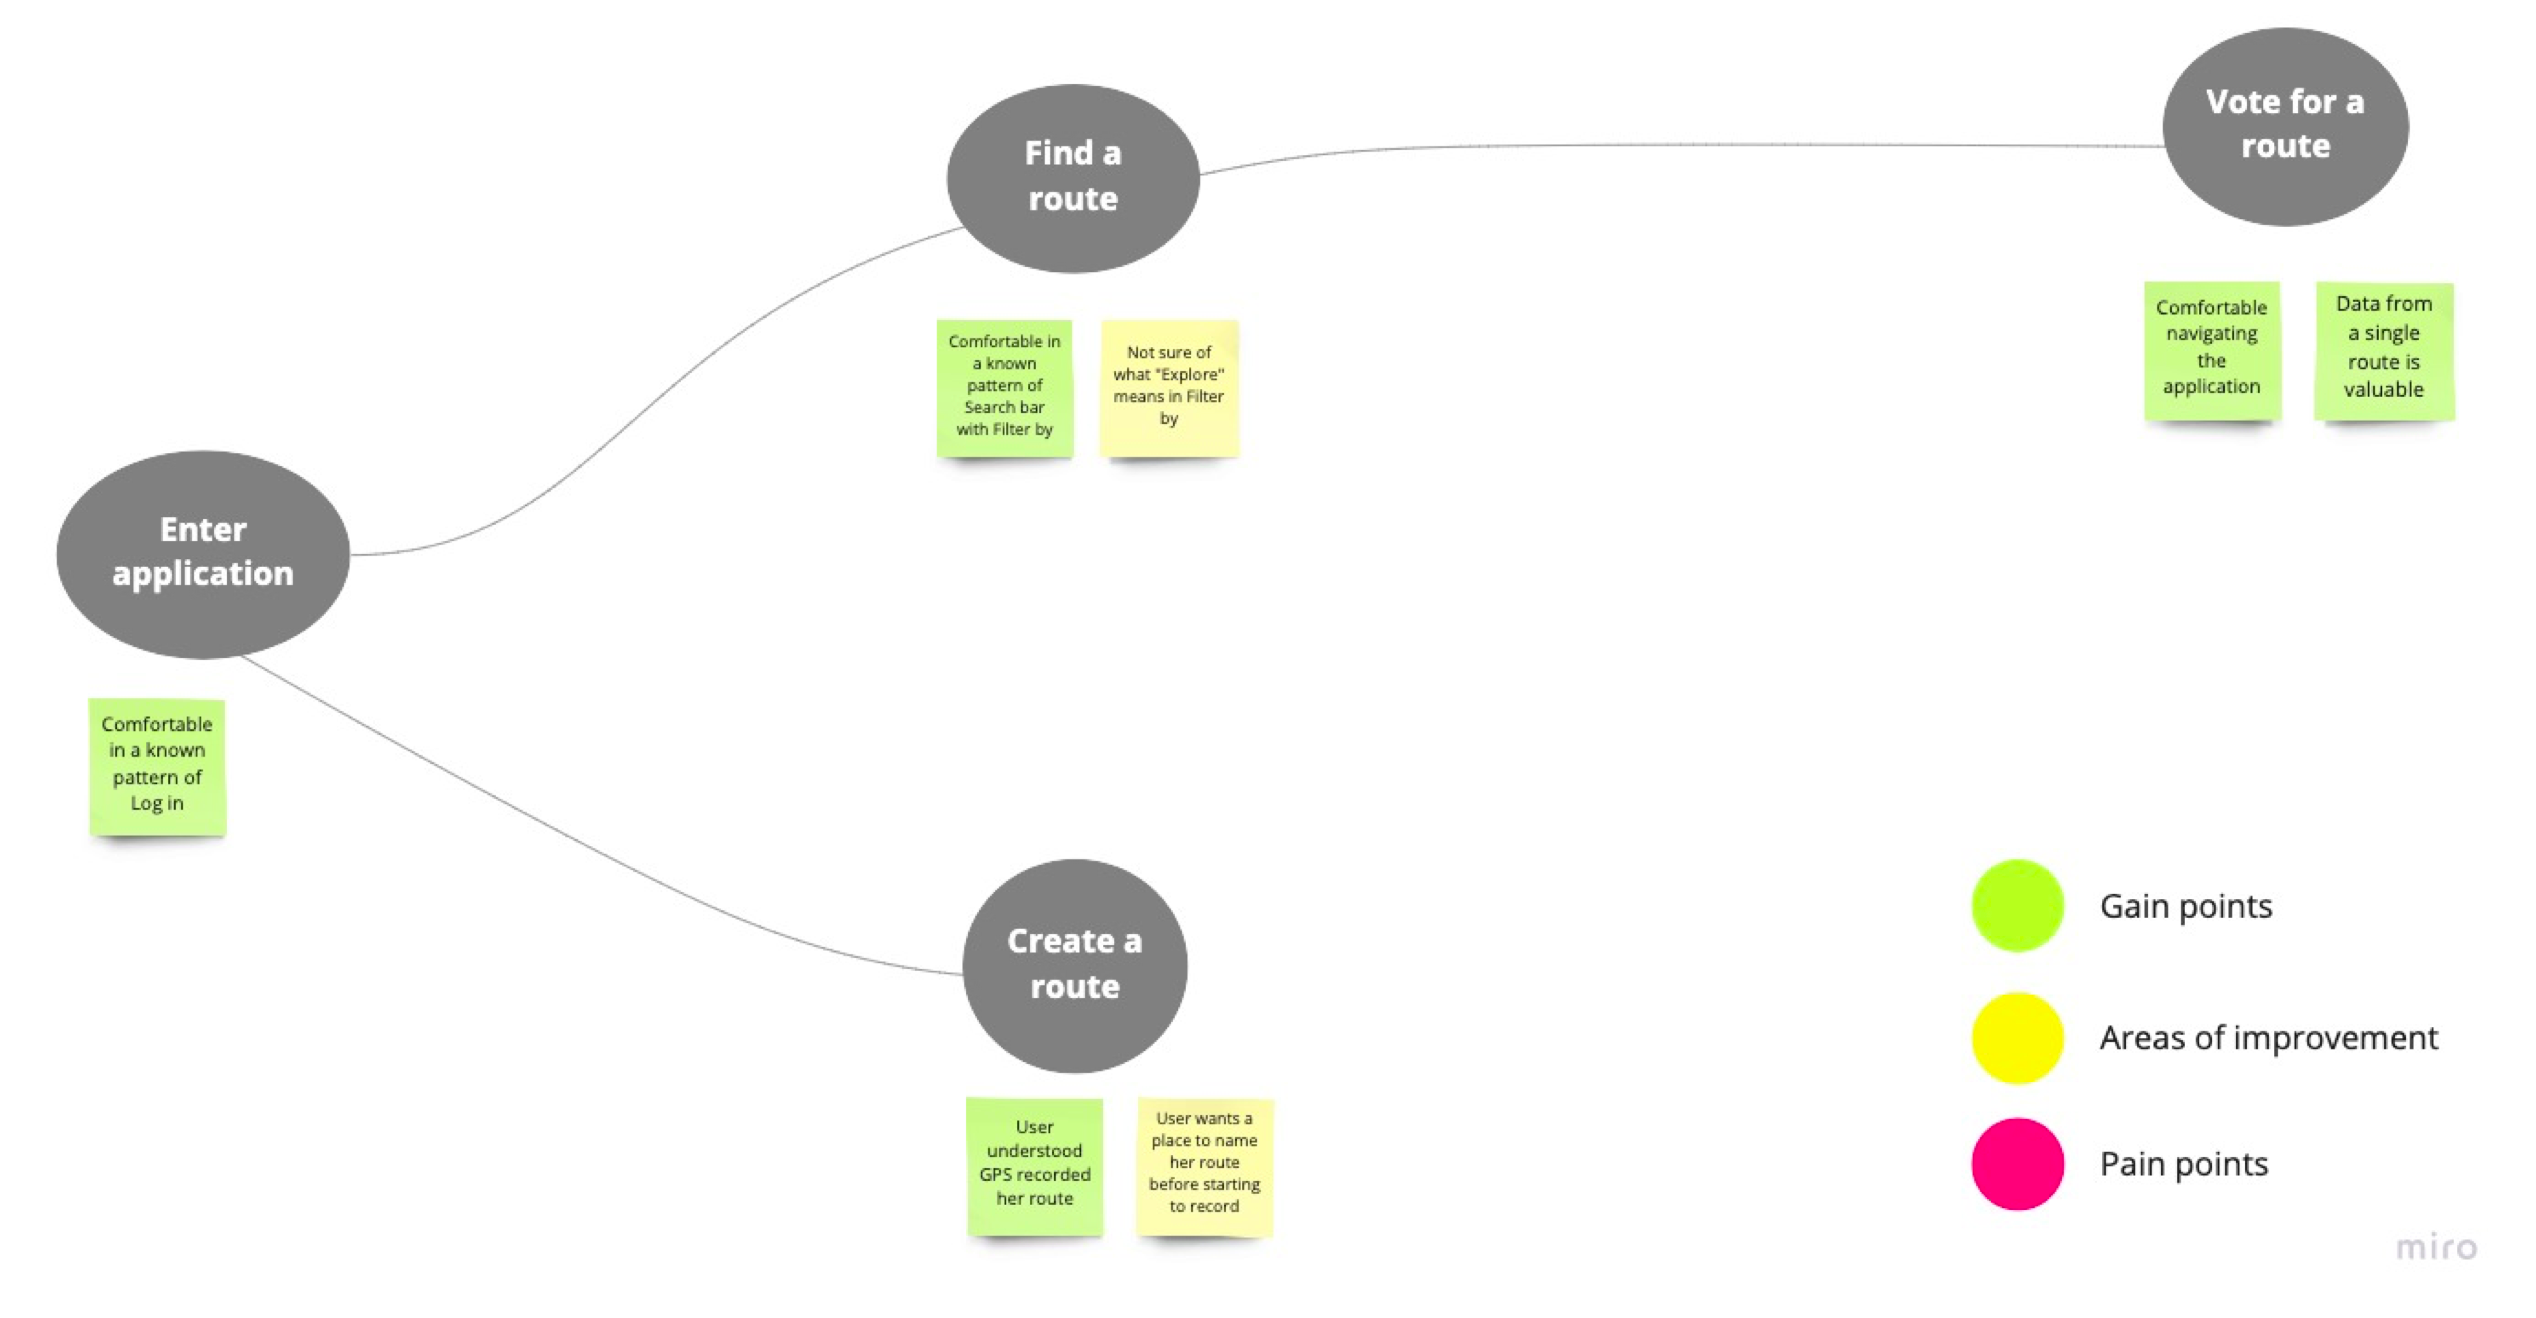 Vote for a
route
Find a
route
Comfortable
navigating
the
application
Data from
a single
route is
valuable
Comfortable in
a known
pattern of
Search bar
with Filter by
Not sure of
what "Explore"
means in Filter
by
Enter
application
Comfortable
in a known
pattern of
Log in
Create a
route
User
understood
GPS recorded
her route
User wants a
place to name
her route
before starting
to record
Gain points
Areas of improvement
Pain points
miro